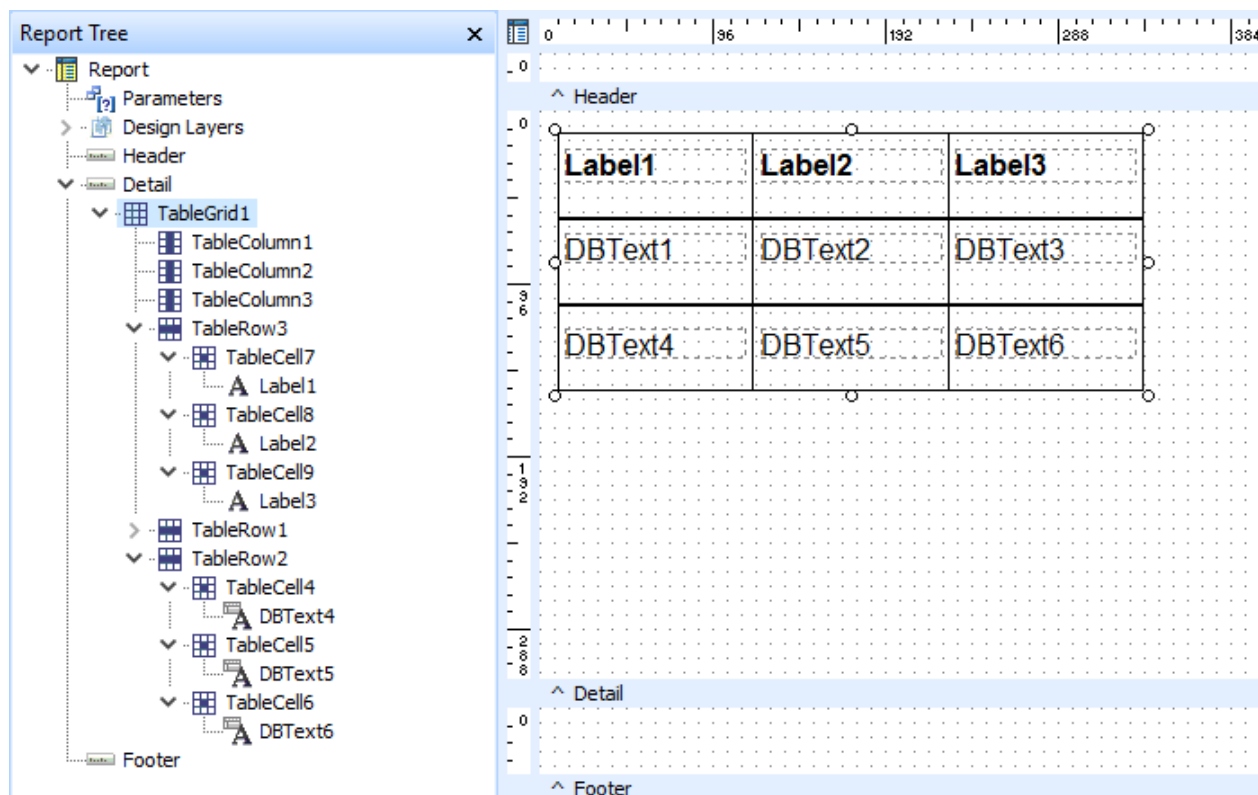 Report Tree
Report
Parameters
Design Layers
Header
Detail
TableGrid1
TableColumn1
TableColumn2
TableColumn3
TableRow3
TableCell7
Label1
TableCell8
Label2
TableCell9
Label3
TableRow1
TableRow2
TableCell4
DBText4
TableCell5
DBText5
TableCell6
DBText6
Footer
0 96 192 288 384
0
^ Header
0
Label1 Label2 Label3
DBText1 DBText2 DBText3
96
DBText4 DBText5 DBText6
192
288
^ Detail
0
^ Footer